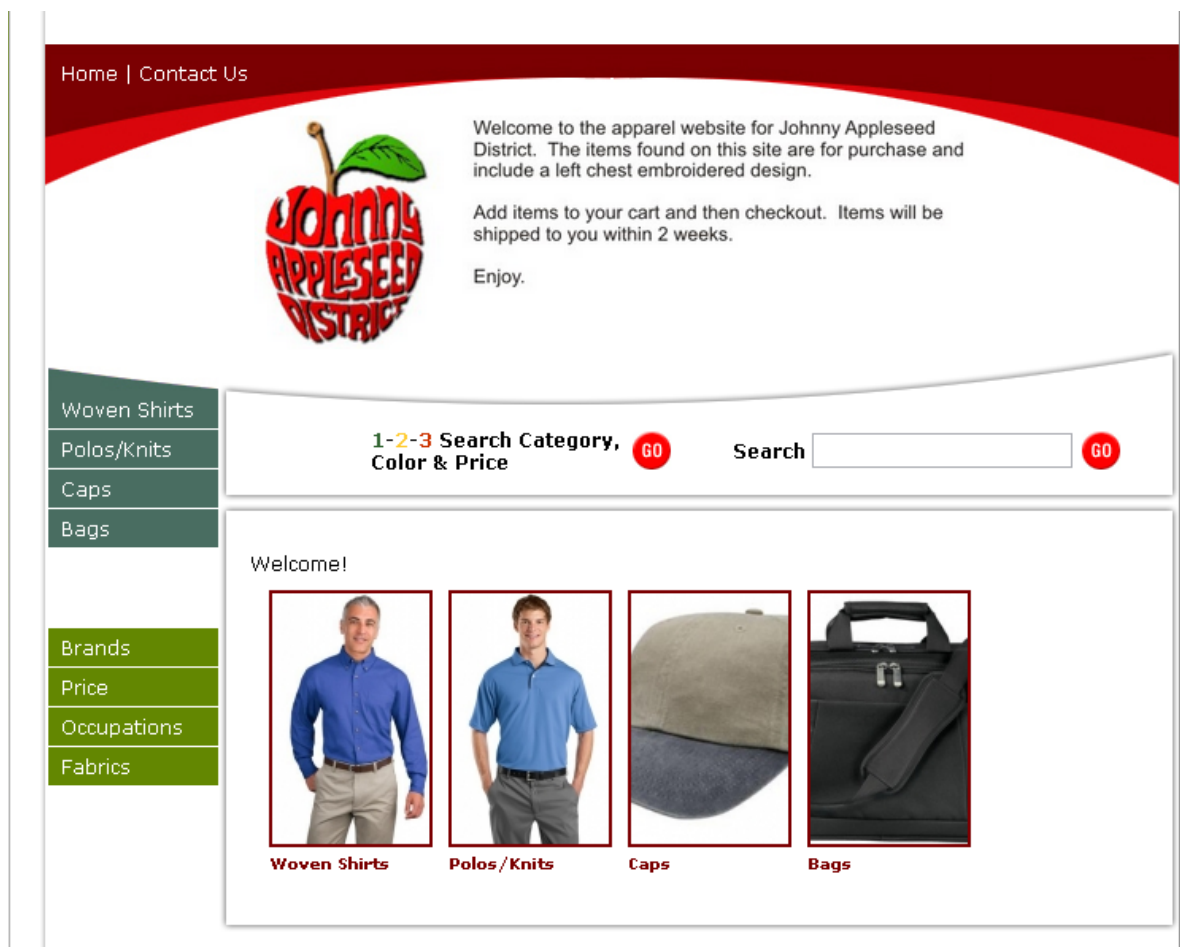 Home | Contact Us
JOHNNY
APPLESEED
DISTRICT
Welcome to the apparel website for Johnny Appleseed
District. The items found on this site are for purchase and
include a left chest embroidered design.
Add items to your cart and then checkout. Items will be
shipped to you within 2 weeks.
Enjoy.
Woven Shirts
Polos/Knits
Caps
Bags
1-2-3 Search Category,
Color & Price
GO
Search
GO
Brands
Price
Occupations
Fabrics
Welcome!
Woven Shirts
Polos/Knits
Caps
Bags